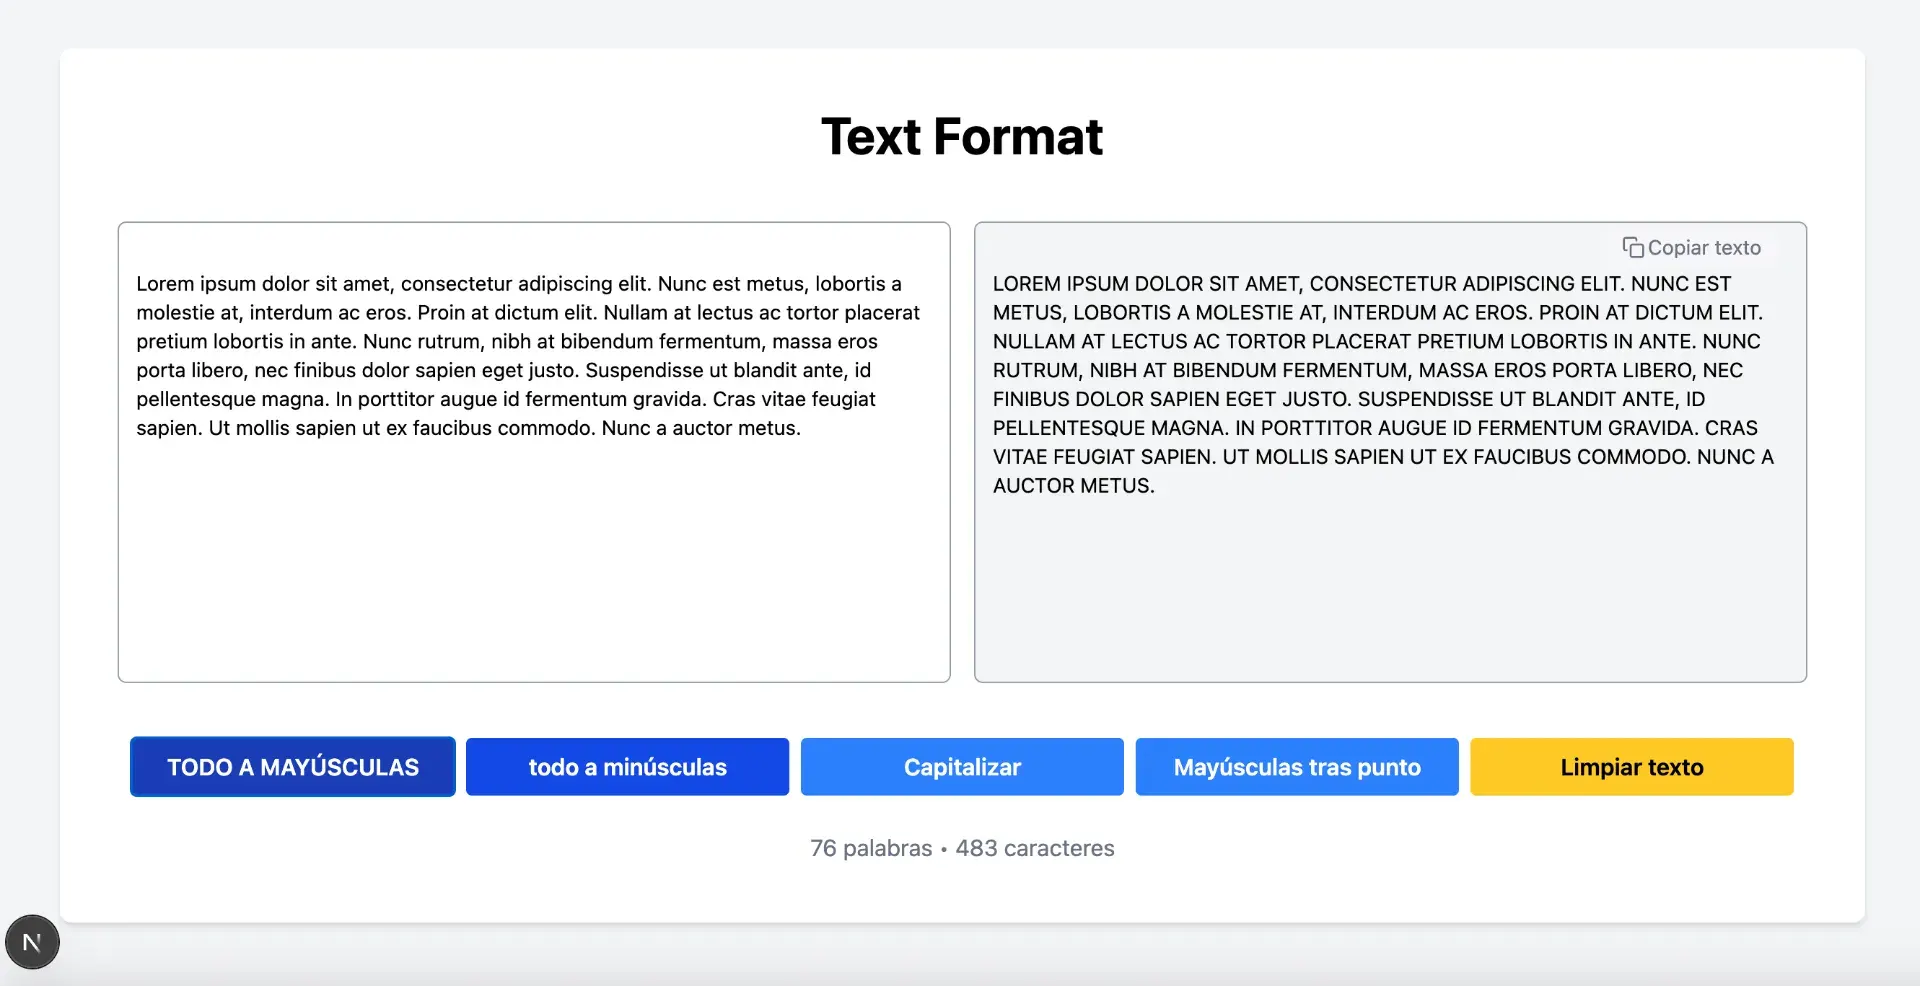 Text Format
Lorem ipsum dolor sit amet, consectetur adipiscing elit. Nunc est metus, lobortis a
molestie at, interdum ac eros. Proin at dictum elit. Nullam at lectus ac tortor placerat
pretium lobortis in ante. Nunc rutrum, nibh at bibendum fermentum, massa eros
porta libero, nec finibus dolor sapien eget justo. Suspendisse ut blandit ante, id
pellentesque magna. In porttitor augue id fermentum gravida. Cras vitae feugiat
sapien. Ut mollis sapien ut ex faucibus commodo. Nunc a auctor metus.
Copiar texto
LOREM IPSUM DOLOR SIT AMET, CONSECTETUR ADIPISCING ELIT. NUNC EST
METUS, LOBORTIS A MOLESTIE AT, INTERDUM AC EROS. PROIN AT DICTUM ELIT.
NULLAM AT LECTUS AC TORTOR PLACERAT PRETIUM LOBORTIS IN ANTE. NUNC
RUTRUM, NIBH AT BIBENDUM FERMENTUM, MASSA EROS PORTA LIBERO, NEC
FINIBUS DOLOR SAPIEN EGET JUSTO. SUSPENDISSE UT BLANDIT ANTE, ID
PELLENTESQUE MAGNA. IN PORTTITOR AUGUE ID FERMENTUM GRAVIDA. CRAS
VITAE FEUGIAT SAPIEN. UT MOLLIS SAPIEN UT EX FAUCIBUS COMMODO. NUNC A
AUCTOR METUS.
TODO A MAYÚSCULAS
todo a minúsculas
Capitalizar
Mayúsculas tras punto
Limpiar texto
76 palabras • 483 caracteres
N